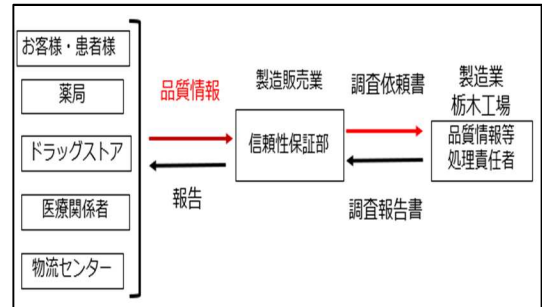 お客様・患者様
薬局
ドラッグストア
医療関係者
物流センター
品質情報
報告
製造販売業
信頼性保証部
調査依頼書
調査報告書
製造業
栃木工場
品質情報等
処理責任者